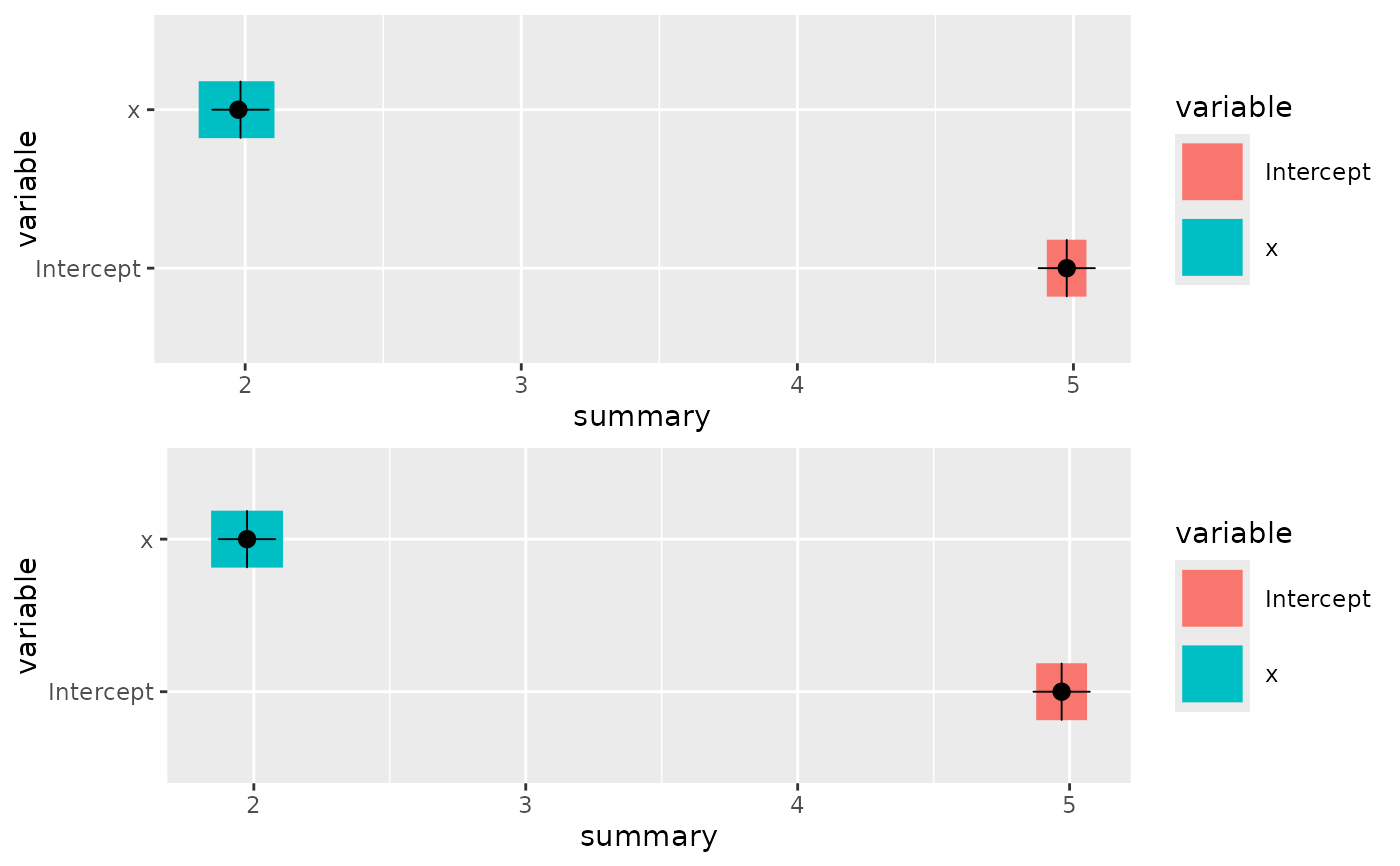 variable
x
Intercept
2 3 4 5
summary
variable
Intercept
x
variable
x
Intercept
2 3 4 5
summary
variable
Intercept
x